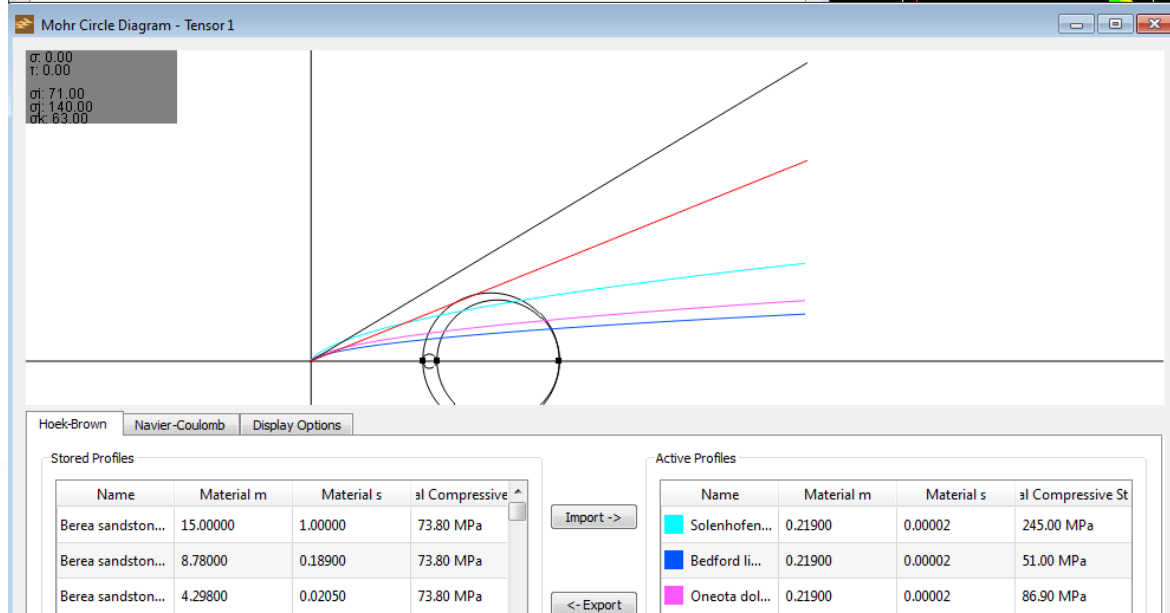 Mohr Circle Diagram - Tensor 1
σ: 0.00
τ: 0.00
σi: 71.00
σj: 140.00
σk: 63.00
Hoek-Brown Navier-Coulomb Display Options
Stored Profiles Active Profiles
Name Material m Material s al Compressive Name Material m Material s al Compressive St
Import ->
Berea sandston... 15.00000 1.00000 73.80 MPa Solenhofen... 0.21900 0.00002 245.00 MPa
Berea sandston... 8.78000 0.18900 73.80 MPa Bedford li... 0.21900 0.00002 51.00 MPa
Berea sandston... 4.29800 0.02050 73.80 MPa Oneota dol... 0.21900 0.00002 86.90 MPa
<- Export